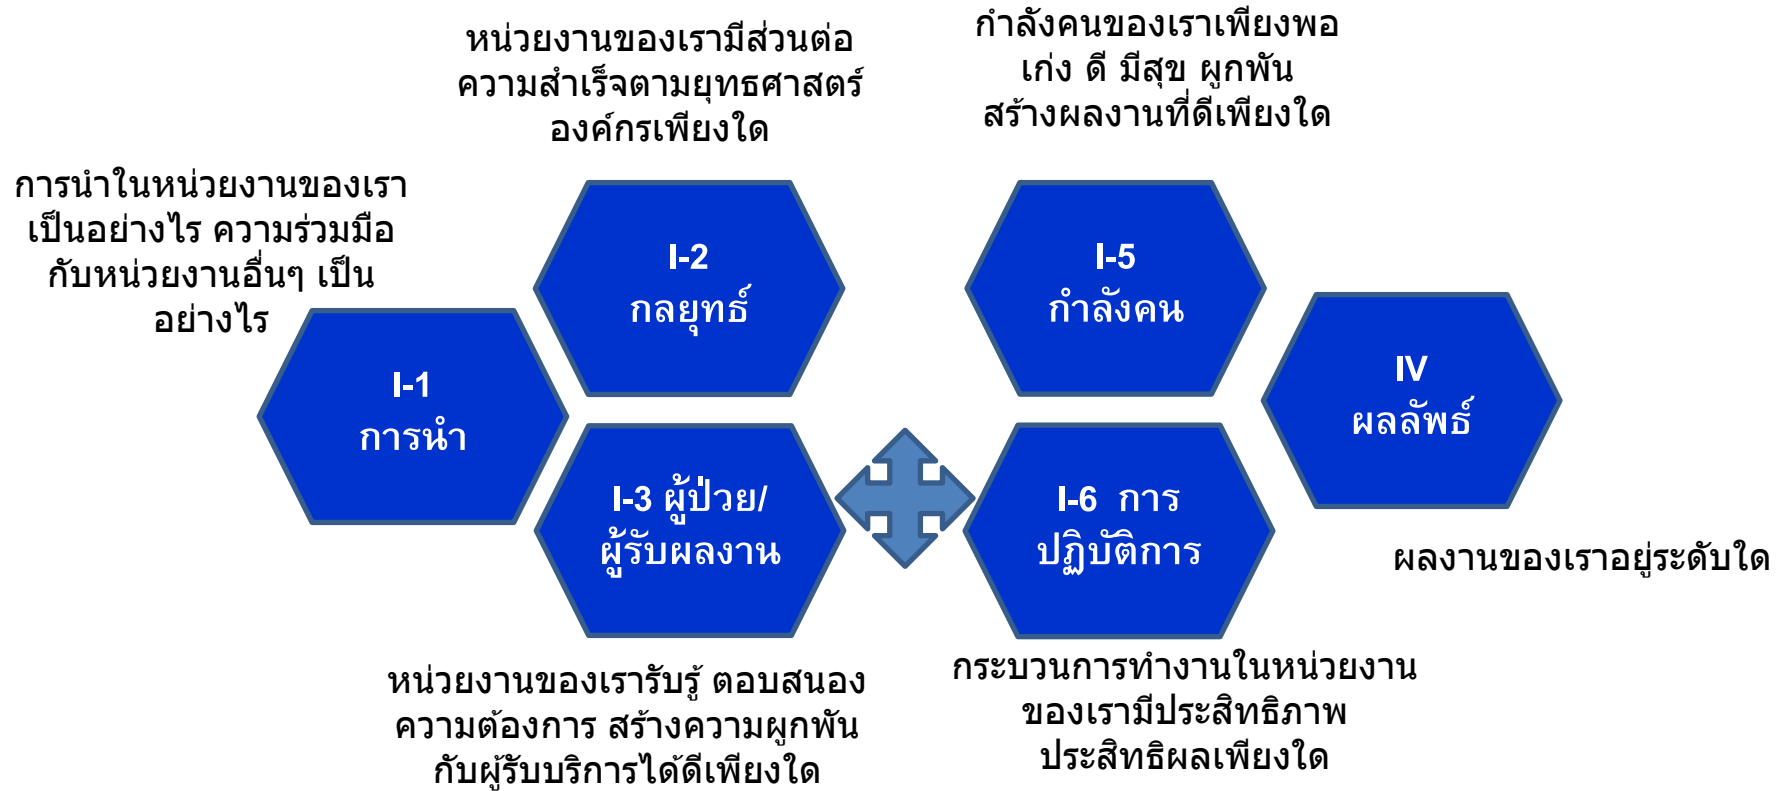 หน่วยงานของเรามีส่วนต่อ
ความสำเร็จตามยุทธศาสตร์
องค์กรเพียงใด
กำลังคนของเราเพียงพอ
เก่ง ดี มีสุข ผูกพัน
สร้างผลงานที่ดีเพียงใด
การนำในหน่วยงานของเรา
เป็นอย่างไร ความร่วมมือ
กับหน่วยงานอื่นๆ เป็น
อย่างไร
I-2
กลยุทธ์
I-5
กำลังคน
I-1
การนำ
IV
ผลลัพธ์
I-3 ผู้ป่วย/
ผู้รับผลงาน
I-6 การ
ปฏิบัติการ
ผลงานของเราอยู่ระดับใด
หน่วยงานของเรารับรู้ ตอบสนอง
ความต้องการ สร้างความผูกพัน
กับผู้รับบริการได้ดีเพียงใด
กระบวนการทำงานในหน่วยงาน
ของเรามีประสิทธิภาพ
ประสิทธิผลเพียงใด